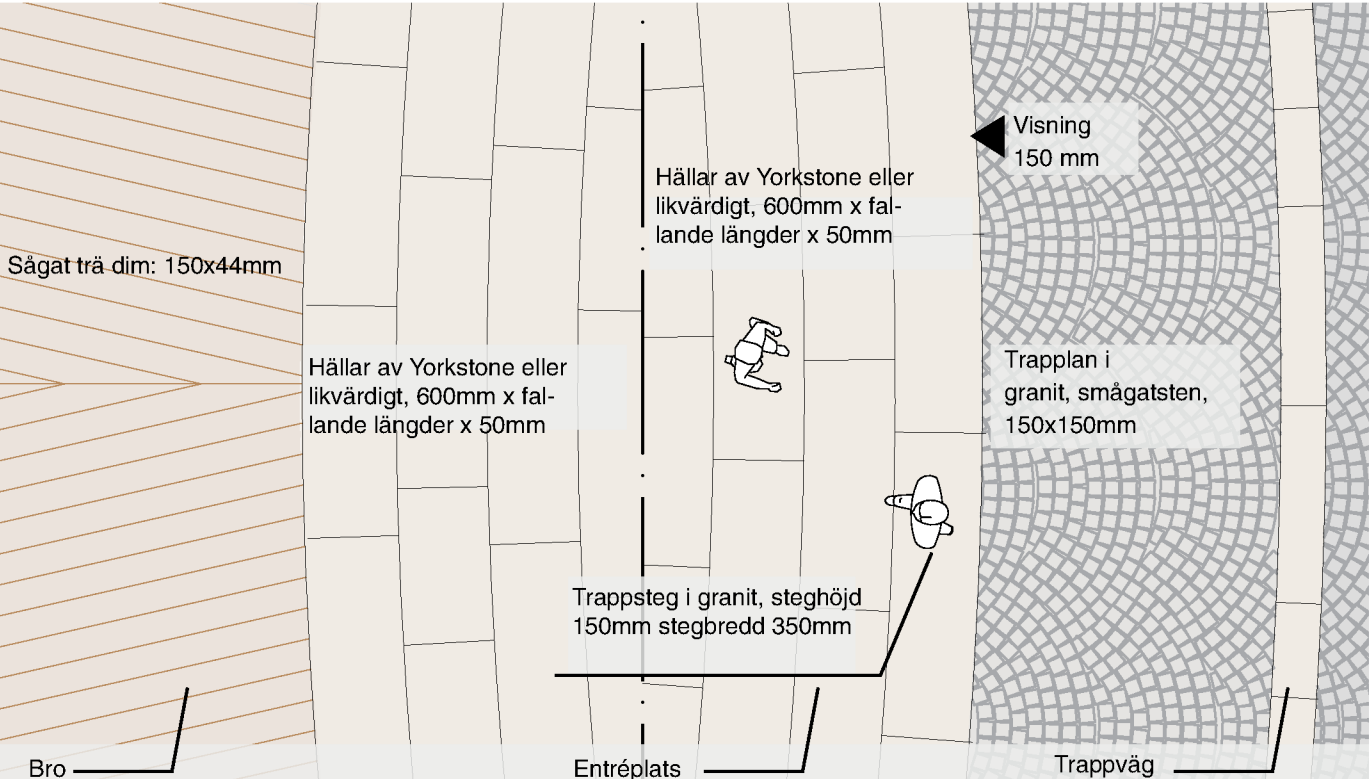 Visning
150 mm
Hällar av Yorkstone eller
likvärdigt, 600mm x fal-
lande längder x 50mm
Sågat trä dim: 150x44mm
Hällar av Yorkstone eller
likvärdigt, 600mm x fal-
lande längder x 50mm
Trapplan i
granit, smågatsten,
150x150mm
Trappsteg i granit, steghöjd
150mm stegbredd 350mm
Bro
Entréplats
Trappväg